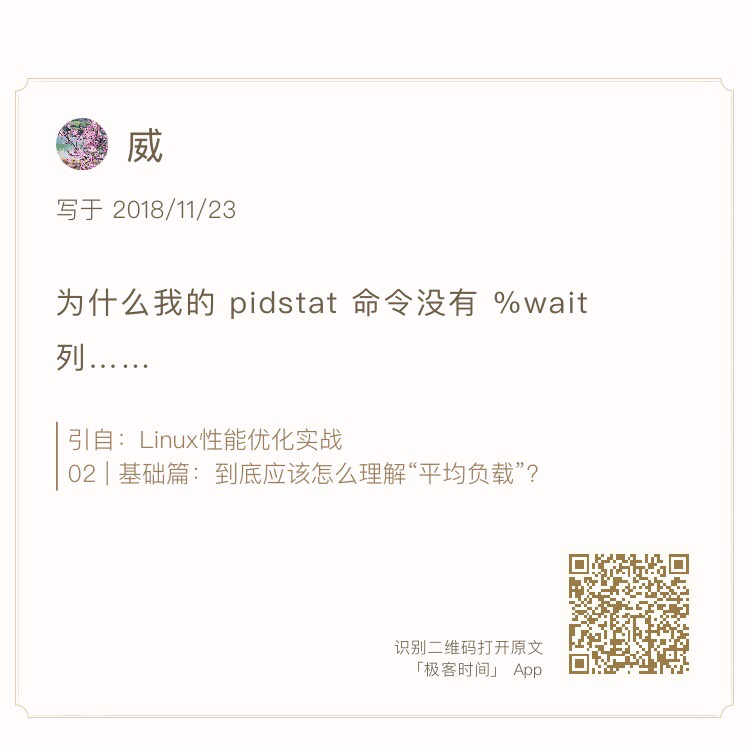 威
写于 2018/11/23
为什么我的 pidstat 命令没有 %wait
列……
引自：Linux性能优化实战
02 | 基础篇：到底应该怎么理解“平均负载”？
识别二维码打开原文
「极客时间」 App